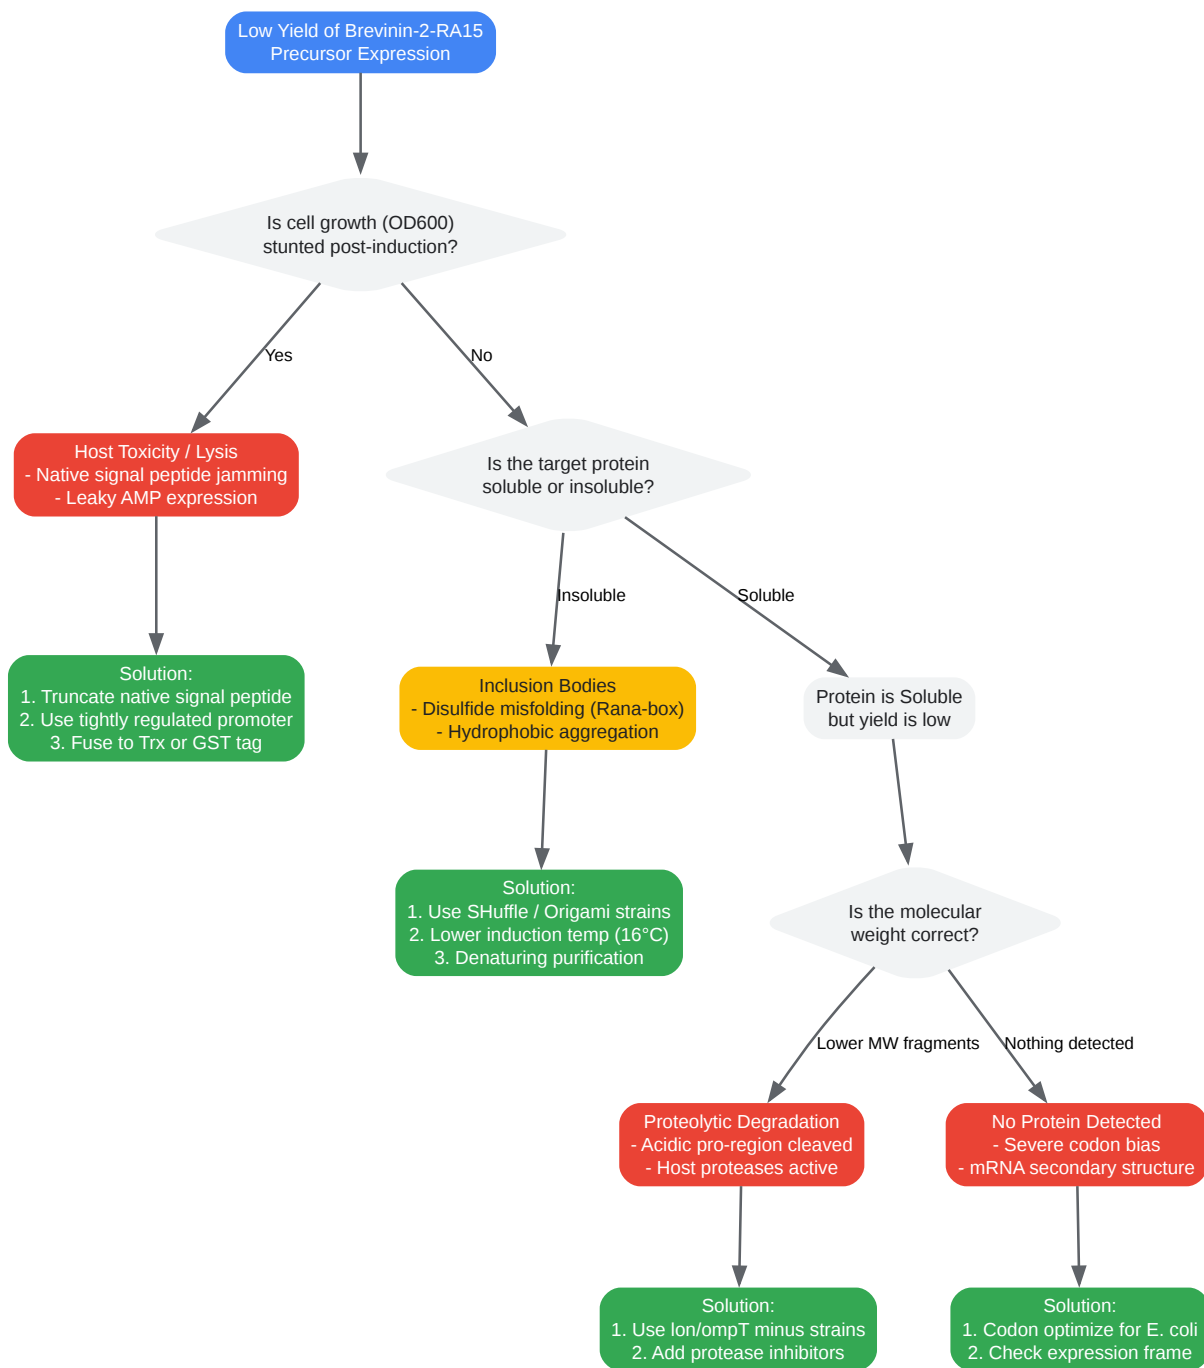 Low Yield of Brevinin-2-RA15
Precursor Expression
Is cell growth (OD600)
stunted post-induction?
Yes
No
Host Toxicity / Lysis
- Native signal peptide jamming
- Leaky AMP expression
Is the target protein
soluble or insoluble?
Insoluble
Soluble
Solution:
1. Truncate native signal peptide
2. Use tightly regulated promoter
3. Fuse to Trx or GST tag
Inclusion Bodies
- Disulfide misfolding (Rana-box)
- Hydrophobic aggregation
Protein is Soluble
but yield is low
Solution:
1. Use SHuffle / Origami strains
2. Lower induction temp (16°C)
3. Denaturing purification
Is the molecular
weight correct?
Lower MW fragments
Nothing detected
Proteolytic Degradation
- Acidic pro-region cleaved
- Host proteases active
No Protein Detected
- Severe codon bias
- mRNA secondary structure
Solution:
1. Use lon/ompT minus strains
2. Add protease inhibitors
Solution:
1. Codon optimize for E. coli
2. Check expression frame